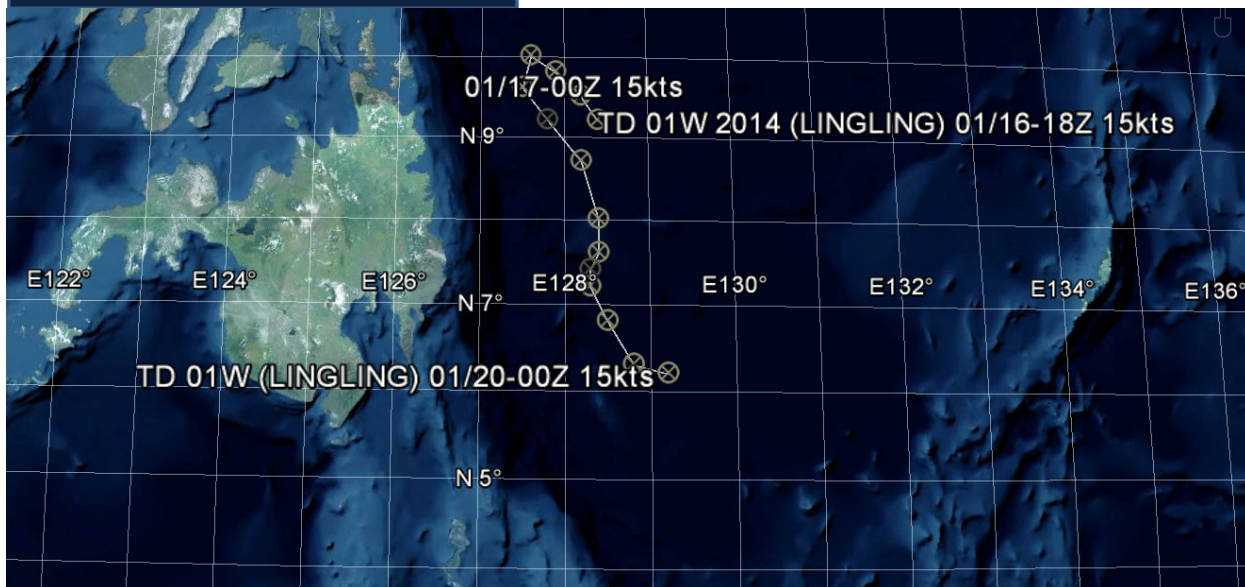 01/17-00Z 15kts
TD 01W 2014 (LINGLING) 01/16-18Z 15kts
N 9°
E122°
E124°
E126°
E128°
E130°
E132°
E134°
E136°
N 7°
TD 01W (LINGLING) 01/20-00Z 15kts
N 5°